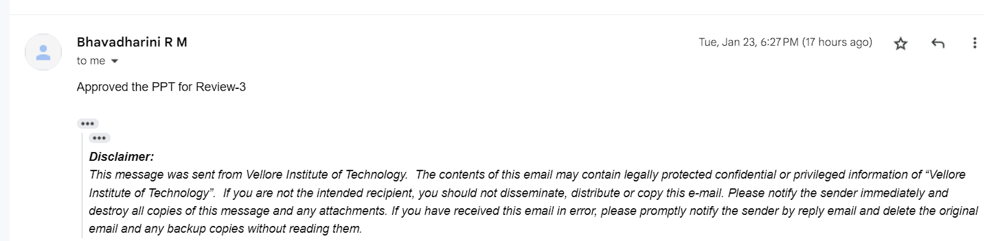 Bhavadharini R M
Tue, Jan 23, 6:27 PM (17 hours ago)
to me
Approved the PPT for Review-3
Disclaimer:
This message was sent from Vellore Institute of Technology.  The contents of this email may contain legally protected confidential or privileged information of “Vellore
Institute of Technology”.  If you are not the intended recipient, you should not disseminate, distribute or copy this e-mail. Please notify the sender immediately and
destroy all copies of this message and any attachments. If you have received this email in error, please promptly notify the sender by reply email and delete the original
email and any backup copies without reading them.